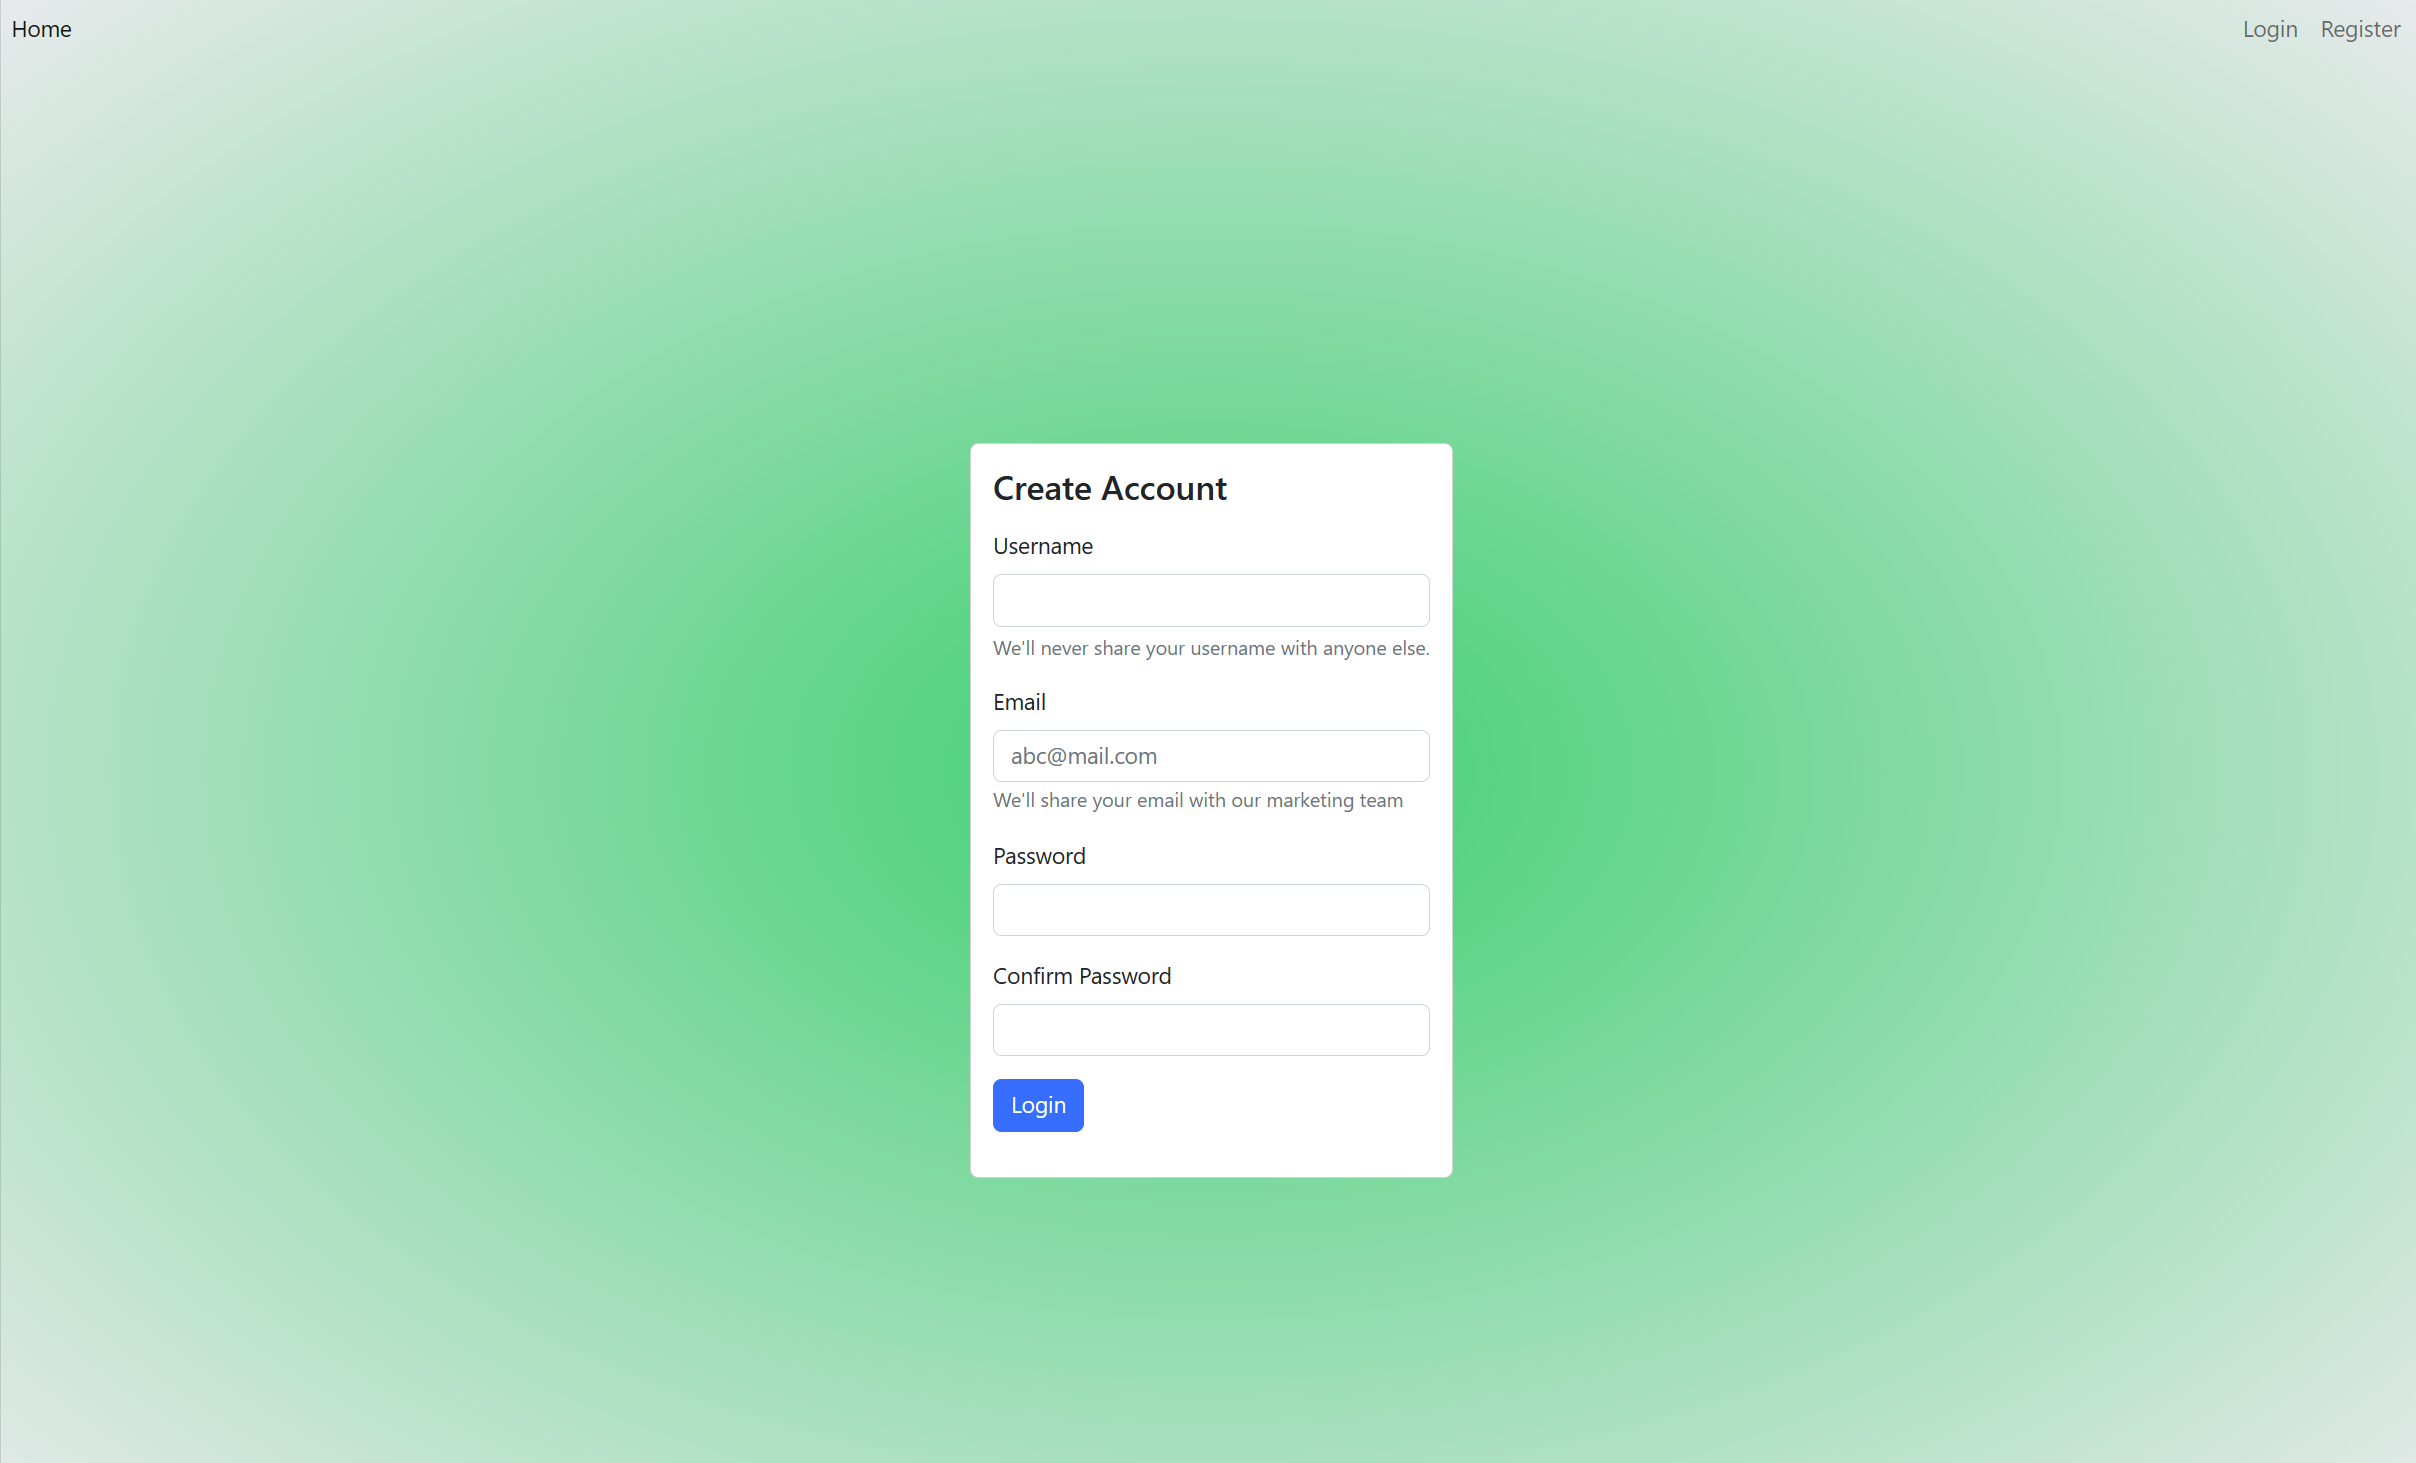 Home
Login
Register
Create Account
Username
We'll never share your username with anyone else.
Email
abc@mail.com
We'll share your email with our marketing team
Password
Confirm Password
Login